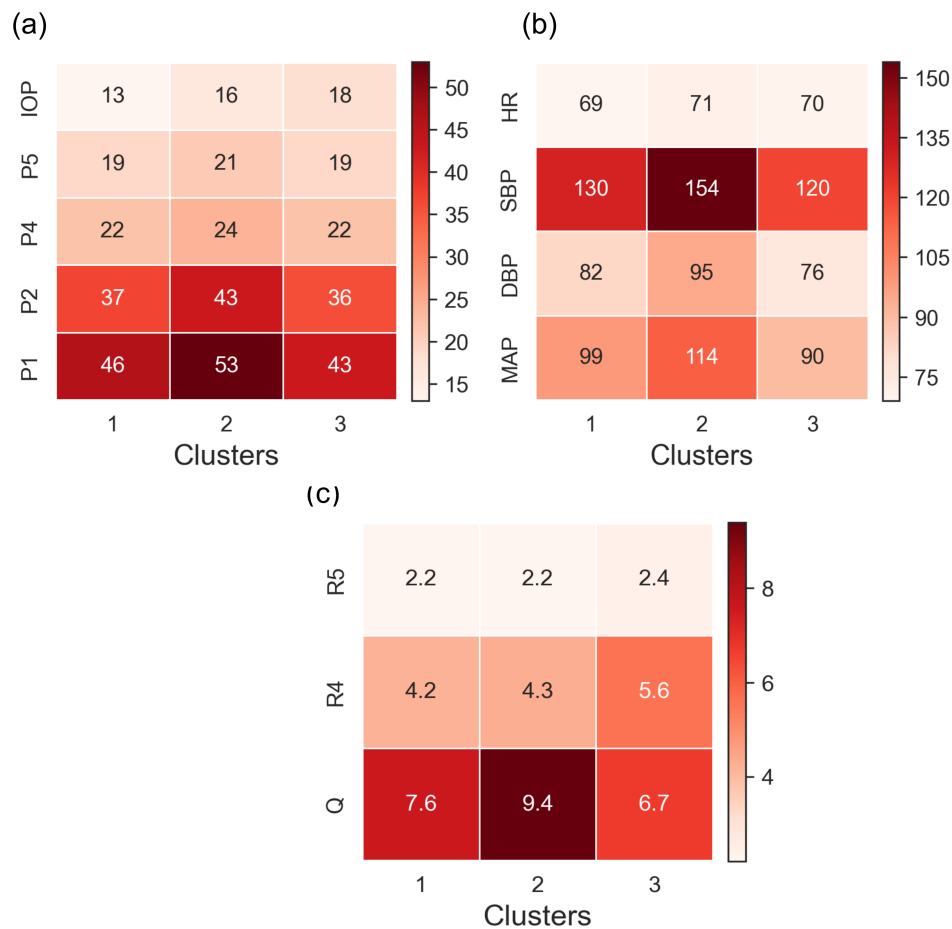 (a)
IOP 13 16 18
P5 19 21 19
P4 22 24 22
P2 37 43 36
P1 46 53 43
1 2 3
Clusters
50
45
40
35
30
25
20
15
(b)
HR 69 71 70
SBP 130 154 120
DBP 82 95 76
MAP 99 114 90
1 2 3
Clusters
150
135
120
105
90
75
(c)
R5 2.2 2.2 2.4
R4 4.2 4.3 5.6
Q 7.6 9.4 6.7
1 2 3
Clusters
8
6
4